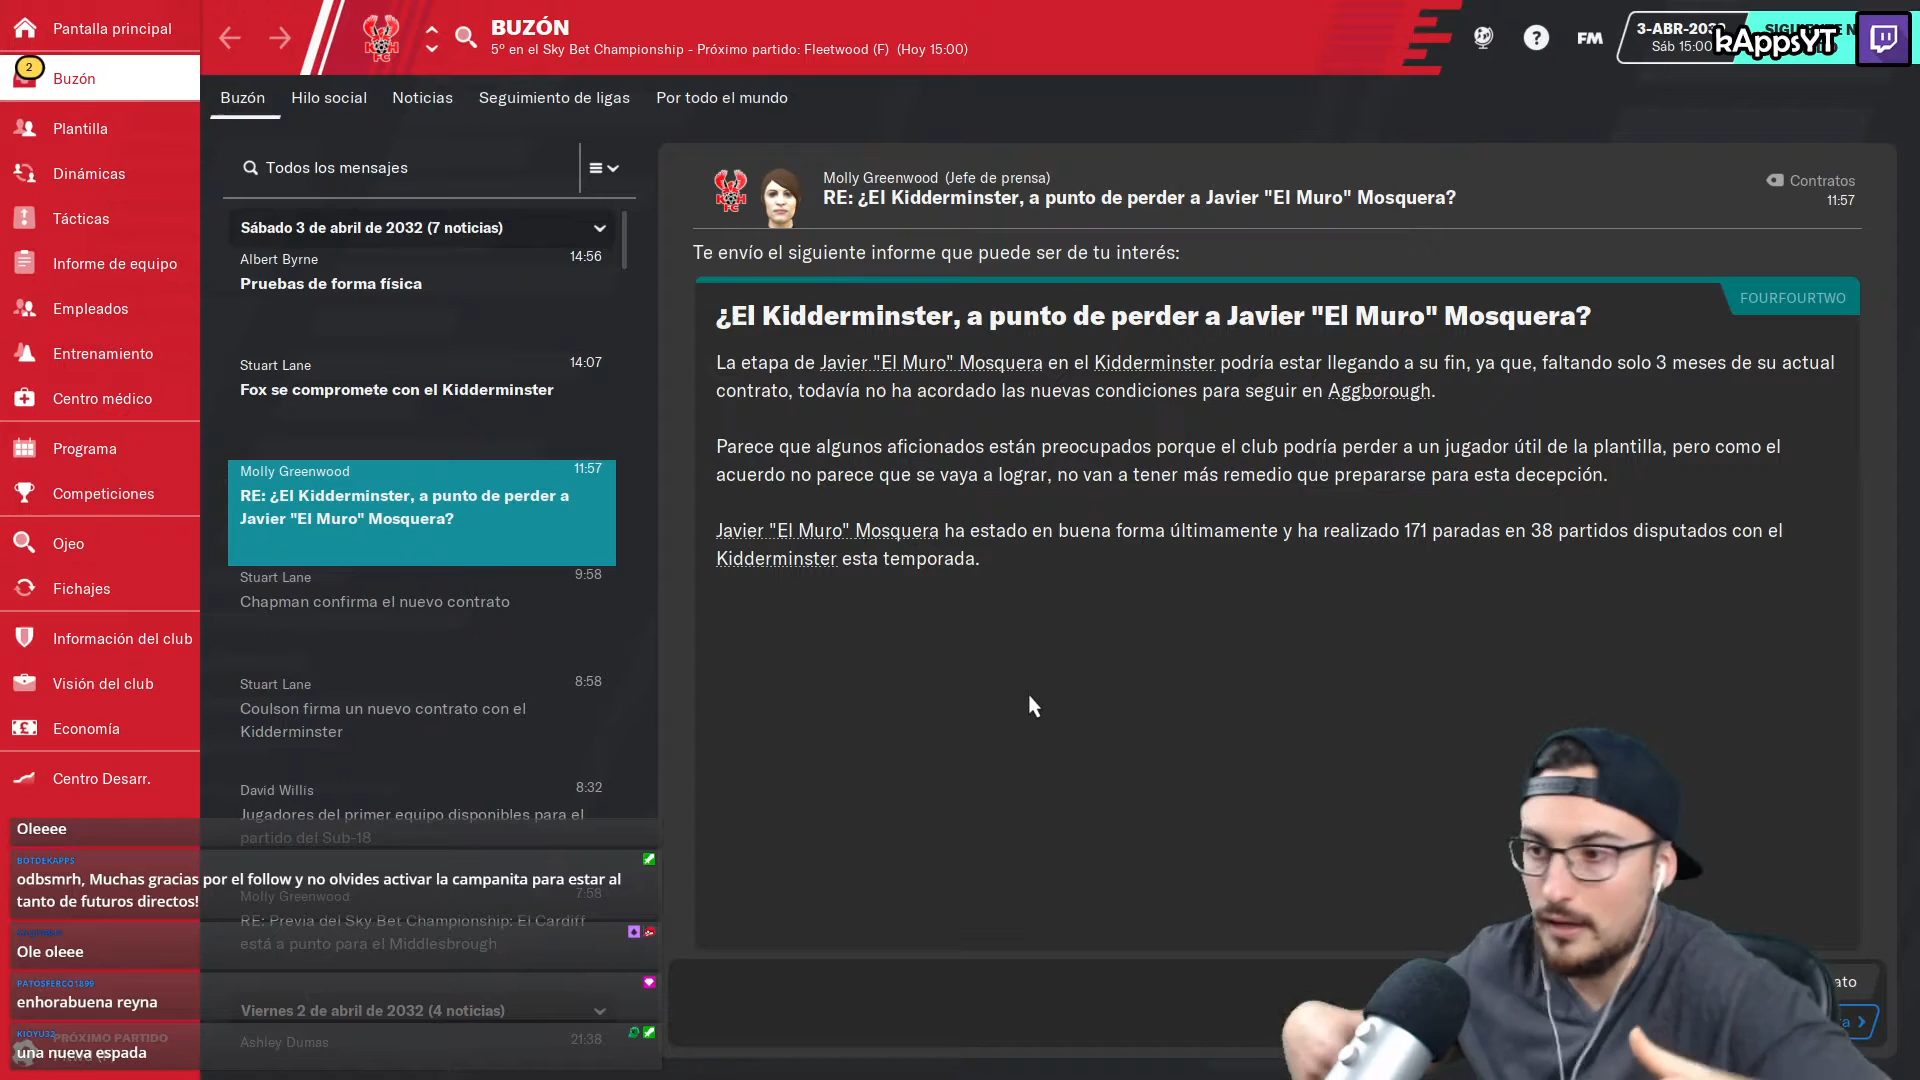 Pantalla principal
2
Buzón
Plantilla
Dinámicas
Tácticas
Informe de equipo
Empleados
Entrenamiento
Centro médico
Programa
Competiciones
Ojeo
Fichajes
Información del club
Visión del club
Economía
Centro Desarr.
BUZÓN
5º en el Sky Bet Championship - Próximo partido: Fleetwood (F) (Hoy 15:00)
FM
Sáb 15:00
kAppsYT
Buzón
Hilo social
Noticias
Seguimiento de ligas
Por todo el mundo
Todos los mensajes
Sábado 3 de abril de 2032 (7 noticias)
Albert Byrne
14:56
Pruebas de forma física
Stuart Lane
14:07
Fox se compromete con el Kidderminster
Molly Greenwood
11:57
RE: ¿El Kidderminster, a punto de perder a
Javier "El Muro" Mosquera?
Stuart Lane
9:58
Chapman confirma el nuevo contrato
Stuart Lane
8:58
Coulson firma un nuevo contrato con el
Kidderminster
David Willis
8:32
Jugadores del primer equipo disponibles para el
partido del Sub-18
Molly Greenwood
7:58
RE: Previa del Sky Bet Championship: El Cardiff
está a punto para el Middlesbrough
Viernes 2 de abril de 2032 (4 noticias)
Ashley Dumas
21:38
Molly Greenwood (Jefe de prensa)
RE: ¿El Kidderminster, a punto de perder a Javier "El Muro" Mosquera?
Contratos
11:57
Te envío el siguiente informe que puede ser de tu interés:
FOURFOURTWO
¿El Kidderminster, a punto de perder a Javier "El Muro" Mosquera?
La etapa de Javier "El Muro" Mosquera en el Kidderminster podría estar llegando a su fin, ya que, faltando solo 3 meses de su actual
contrato, todavía no ha acordado las nuevas condiciones para seguir en Aggborough.
Parece que algunos aficionados están preocupados porque el club podría perder a un jugador útil de la plantilla, pero como el
acuerdo no parece que se vaya a lograr, no van a tener más remedio que prepararse para esta decepción.
Javier "El Muro" Mosquera ha estado en buena forma últimamente y ha realizado 171 paradas en 38 partidos disputados con el
Kidderminster esta temporada.
Oleeee
BOTDEKAPPS
odbsmrh, Muchas gracias por el follow y no olvides activar la campanita para estar al
tanto de futuros directos!
Ole oleee
PATOSFERCO1899
enhorabuena reyna
KIOYU32
PRÓXIMO PARTIDO
una nueva espada